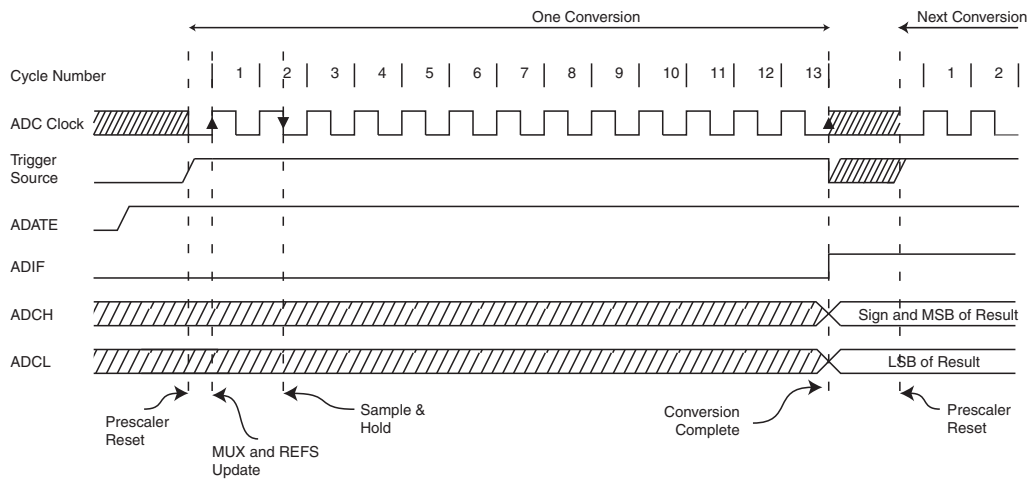 One Conversion
Next Conversion
Cycle Number
1 2 3 4 5 6 7 8 9 10 11 12 13 1 2
ADC Clock
Trigger
Source
ADATE
ADIF
ADCH
Sign and MSB of Result
ADCL
LSB of Result
Prescaler
Reset
MUX and REFS
Update
Sample &
Hold
Conversion
Complete
Prescaler
Reset